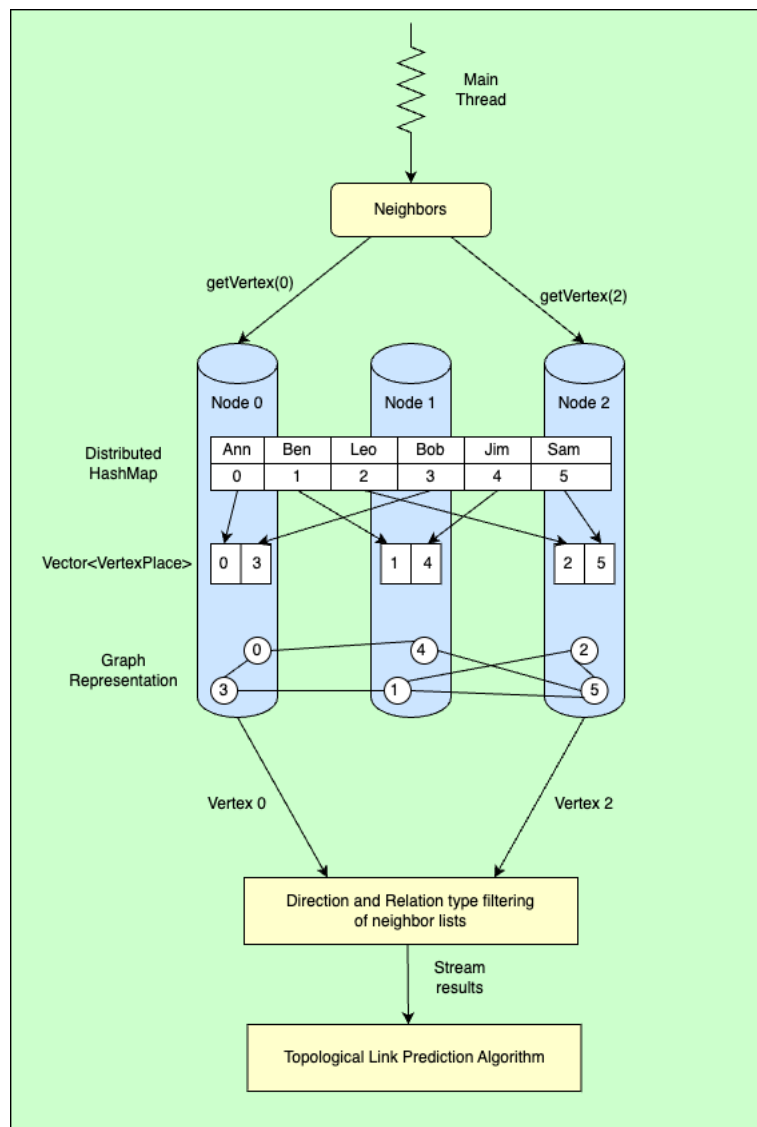 Main
Thread
Neighbors
getVertex(0)
getVertex(2)
Node 0
Node 1
Node 2
Distributed
HashMap
Ann Ben Leo Bob Jim Sam
0 1 2 3 4 5
Vector<VertexPlace>
0 3 1 4 2 5
Graph
Representation
0 4 2
3 1 5
Vertex 0
Vertex 2
Direction and Relation type filtering
of neighbor lists
Stream
results
Topological Link Prediction Algorithm